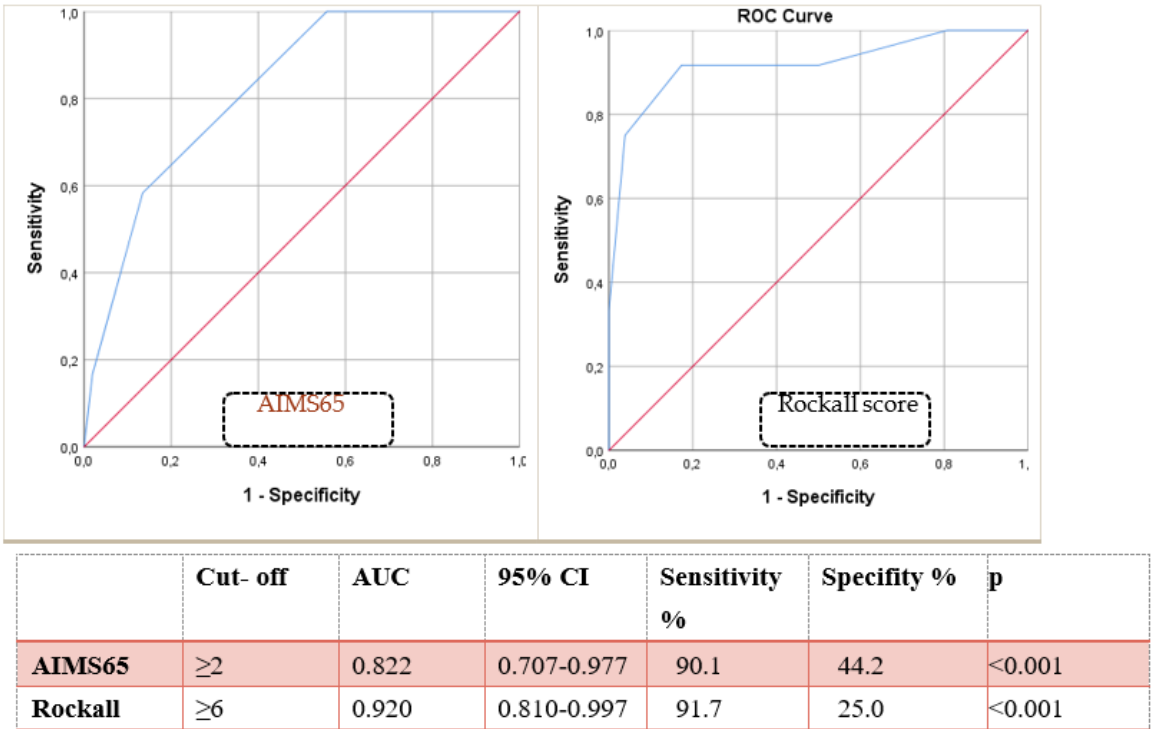 1,0
0,8
0,6
0,4
0,2
0,0
Sensitivity
AIMS65
0,0 0,2 0,4 0,6 0,8 1,0
1 - Specificity
ROC Curve
1,0
0,8
0,6
0,4
0,2
0,0
Sensitivity
Rockall score
0,0 0,2 0,4 0,6 0,8 1,
1 - Specificity
Cut- off AUC 95% CI Sensitivity % Specifity % p
AIMS65 ≥2 0.822 0.707-0.977 90.1 44.2 <0.001
Rockall ≥6 0.920 0.810-0.997 91.7 25.0 <0.001